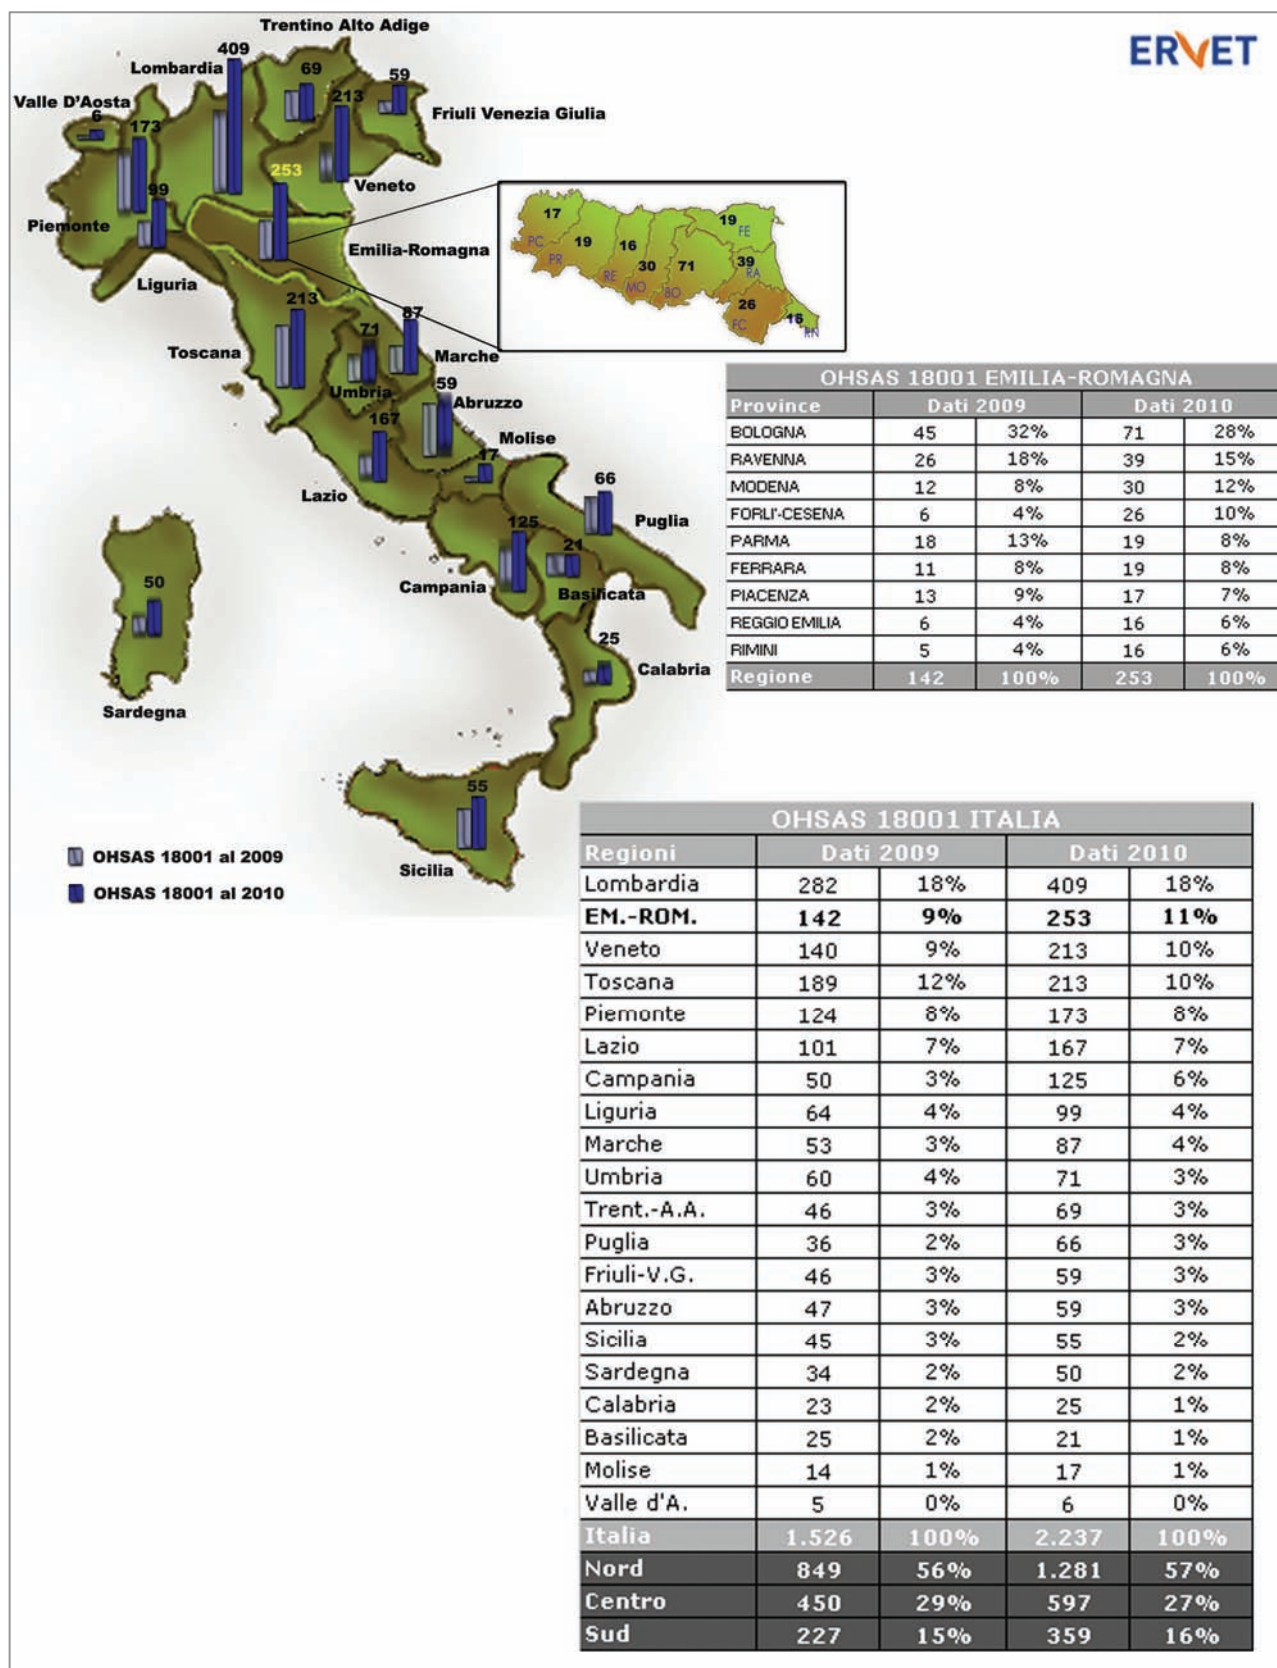 ERVET
Trentino Alto Adige
409
Lombardia
69
59
Valle D'Aosta
6
213
Friuli Venezia Giulia
173
253
Veneto
99
Piemonte
Emilia-Romagna
Liguria
17
19
FE
PC
19
16
PR
30
71
39
RE
RA
MO
BO
26
FC
16
RN
213
87
71
Toscana
Marche
Umbria
59
Abruzzo
167
Molise
17
Lazio
66
Puglia
125
21
Campania
Basilicata
50
25
Calabria
Sardegna
55
Sicilia
OHSAS 18001 al 2009
OHSAS 18001 al 2010
OHSAS 18001 EMILIA-ROMAGNA
Province Dati 2009 Dati 2010
BOLOGNA 45 32% 71 28%
RAVENNA 26 18% 39 15%
MODENA 12 8% 30 12%
FORLI'-CESENA 6 4% 26 10%
PARMA 18 13% 19 8%
FERRARA 11 8% 19 8%
PIACENZA 13 9% 17 7%
REGGIO EMILIA 6 4% 16 6%
RIMINI 5 4% 16 6%
Regione 142 100% 253 100%
OHSAS 18001 ITALIA
Regioni Dati 2009 Dati 2010
Lombardia 282 18% 409 18%
EM.-ROM. 142 9% 253 11%
Veneto 140 9% 213 10%
Toscana 189 12% 213 10%
Piemonte 124 8% 173 8%
Lazio 101 7% 167 7%
Campania 50 3% 125 6%
Liguria 64 4% 99 4%
Marche 53 3% 87 4%
Umbria 60 4% 71 3%
Trent.-A.A. 46 3% 69 3%
Puglia 36 2% 66 3%
Friuli-V.G. 46 3% 59 3%
Abruzzo 47 3% 59 3%
Sicilia 45 3% 55 2%
Sardegna 34 2% 50 2%
Calabria 23 2% 25 1%
Basilicata 25 2% 21 1%
Molise 14 1% 17 1%
Valle d'A. 5 0% 6 0%
Italia 1.526 100% 2.237 100%
Nord 849 56% 1.281 57%
Centro 450 29% 597 27%
Sud 227 15% 359 16%